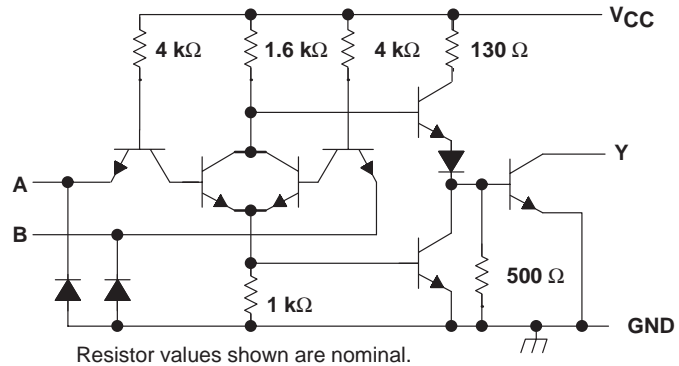 VCC
4 kΩ 1.6 kΩ 4 kΩ 130 Ω
Y
A
B
500 Ω
1 kΩ
GND
Resistor values shown are nominal.